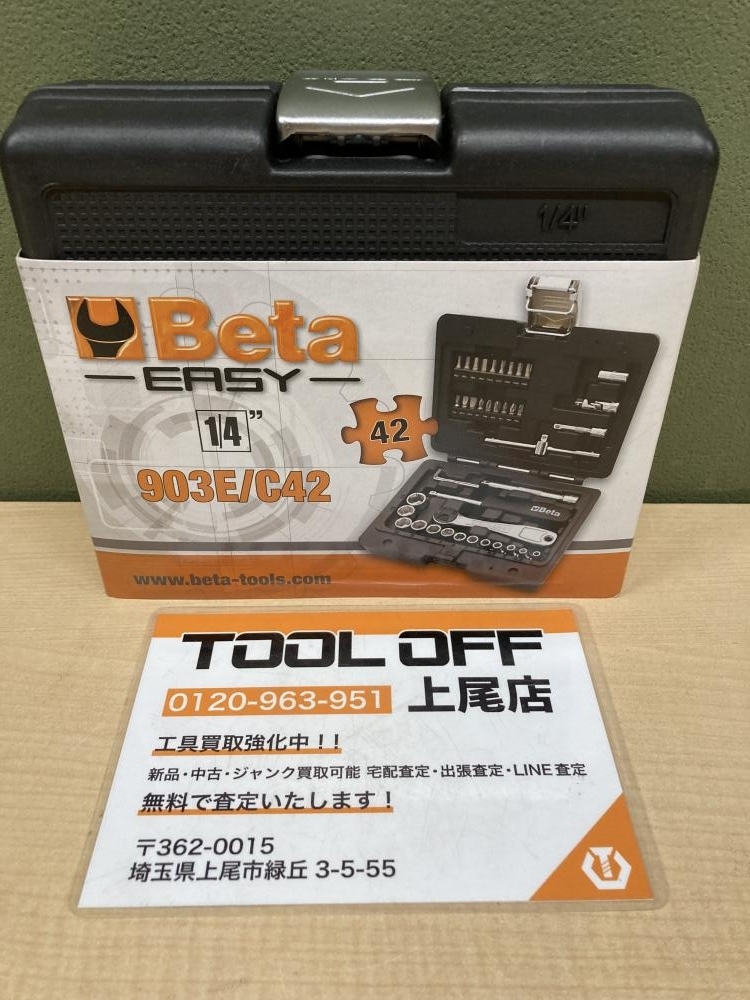 1/4"
Beta
EASY
1/4"
42
903E/C42
Beta
www.beta-tools.com
TOOL OFF
0120-963-951 上尾店
工具買取強化中！！
新品・中古・ジャンク買取可能 宅配査定・出張査定・LINE査定
無料で査定いたします！
〒362-0015
埼玉県上尾市緑丘 3-5-55